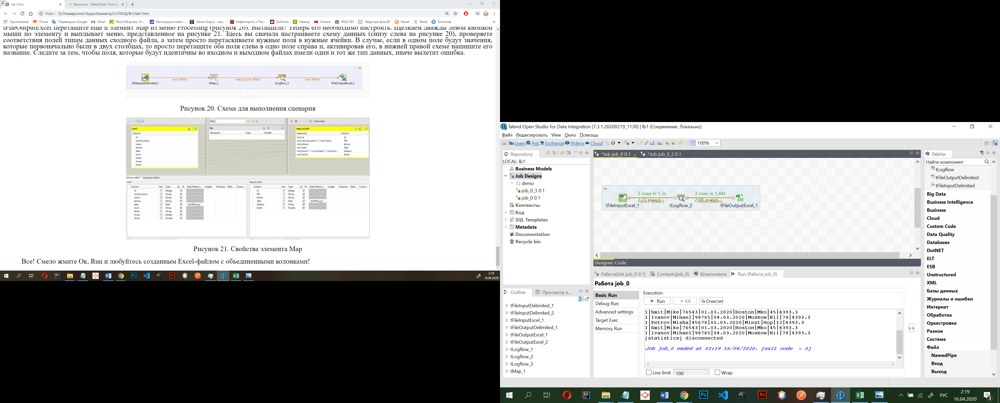 lab1.htm
Resources - Talend Real-Time Op
Файл | D:/Университет/3курс/6семестр/СиТИОД/lb1/lab1.htm
Приложения Почта Переводчик Google Gmail Мой AliExpress: Уп... Регистрация новог... Лапин Борис - ска... Рефакторинг и Пат... GoHome Hata.by Sindom REALT.BY Квартира-Дом.BY Slanet Resta Domovita »
tFileOutputExcel перетащите еще и элемент Map из меню Processing (рисунок 20). Вытащили? Теперь его необходимо настроить. Щелкаем дважды левой кнопкой
мыши по элементу и выплывает меню, представленное на рисунке 21. Здесь вы сначала настраиваете схему данных (снизу слева на рисунке 20), проверяете
соответствия полей типам данных сходного файла, а затем просто перетаскиваете нужные поля в нужные ячейки. В случае, если в одном поле будут значения,
которые первоначально были в двух столбцах, то просто перетащите оба поля слева в одно поле справа и, активировав его, в нижней правой схеме напишите его
название. Следите за тем, чтобы поля, которые будут идентичны во входном и выходном файлах имели один и тот же тип данных, иначе вылетит ошибка.
row1 (Main) map_to_look (Main) row2 (Main)
tFileInputDelimited_1 tMap_1 tLogRow_1 tFileOutputExcel_1
Рисунок 20. Схема для выполнения сценария
Find: Auto map!
row1 Var map_to_look
Column Expression Type Variable Expression Column
id row1.id id
second_name row1.second_name+";"+row1.name FIO
name row1.phone phone
phone row1.date date
date row1.town+";"+row1.street+";"+row1.ho... address
town row1.factor factor
street
house
factor
Schema editor Expression editor
row1 map_to_look
Column Key Type N.. Date Pattern (... Length Precision Defa... Comm... Column Key Type N.. Date Pattern (... Length Precision Defa... Comm...
id Integer id Integer
second_name String FIO String
name String phone String
phone String date Date "dd.MM.yyyy"
date Date "dd.MM.yyyy" address String
town String factor Double
street String
house Integer
factor Double
Рисунок 21. Свойства элемента Map
Все! Смело жмите Ок, Run и любуйтесь созданным Excel-файлом с объединенными колонками!
2:19
16.04.2020
Talend Open Studio for Data Integration (7.3.1.20200219_1130) | lb1 (Соединение: Локально)
Файл Редактировать View Окно Помощь
Learn Ask Exchange Videos Cloud 100%
Repository
LOCAL: lb1
Business Models
Job Designs
demo
job_0_3 0.1
job_0 0.1
Контексты
Код
SQL Templates
Metadata
Documentation
Recycle bin
Outline Просмотр к...
tFileInputDelimited_1
tFileInputDelimited_2
tFileInputExcel_1
tFileOutputDelimited_1
tFileOutputExcel_1
tFileOutputExcel_2
tLogRow_1
tLogRow_2
tLogRow_3
tMap_1
*Job job_0 0.1 *Job job_0_3 0.1
3 rows in 1,3s 3 rows in 1,44s
2,31 rows/s 2,08 rows/s
row3 (Main) row4 (Main)
tFileInputExcel_1 tLogRow_2 tFileOutputExcel_1
Designer Code
Работа(Job job_0 0.1) Contexts(job_0) Компонента Run (Работа job_0)
Работа job_0
Basic Run
Debug Run
Advanced settings
Target Exec
Memory Run
Execution
Run Kill Очистит
1|Smit|Mike|76543|01.03.2020|Boston|Mko|45|4393.3
1|Ivanov|Mihael|98765|04.03.2020|Moskow|Nil|78|4393.3
1|Petrov|Misha|45678|01.03.2020|Minst|Hop|12|4393.3
1|Smit|Mike|76543|01.03.2020|Boston|Mko|45|4393.3
1|Ivanov|Mihael|98765|04.03.2020|Moskow|Nil|78|4393.3
[statistics] disconnected
Job job_0 ended at 02:19 16/04/2020. [exit code = 0]
Line limit 100 Wrap
>>
Palette
Найти компонент
tLogRow
tFileOutputDelimited
tFileInputDelimited
Big Data
Business Intelligence
Business
Cloud
Custom Code
Data Quality
Databases
DotNET
ELT
ESB
Unstructured
XML
Базы данных
Журналы и ошибки
Интернет
Обработка
Оркестровка
Разное
Система
Файл
NamedPipe
Вход
Выход
РУС
2:19
16.04.2020
3